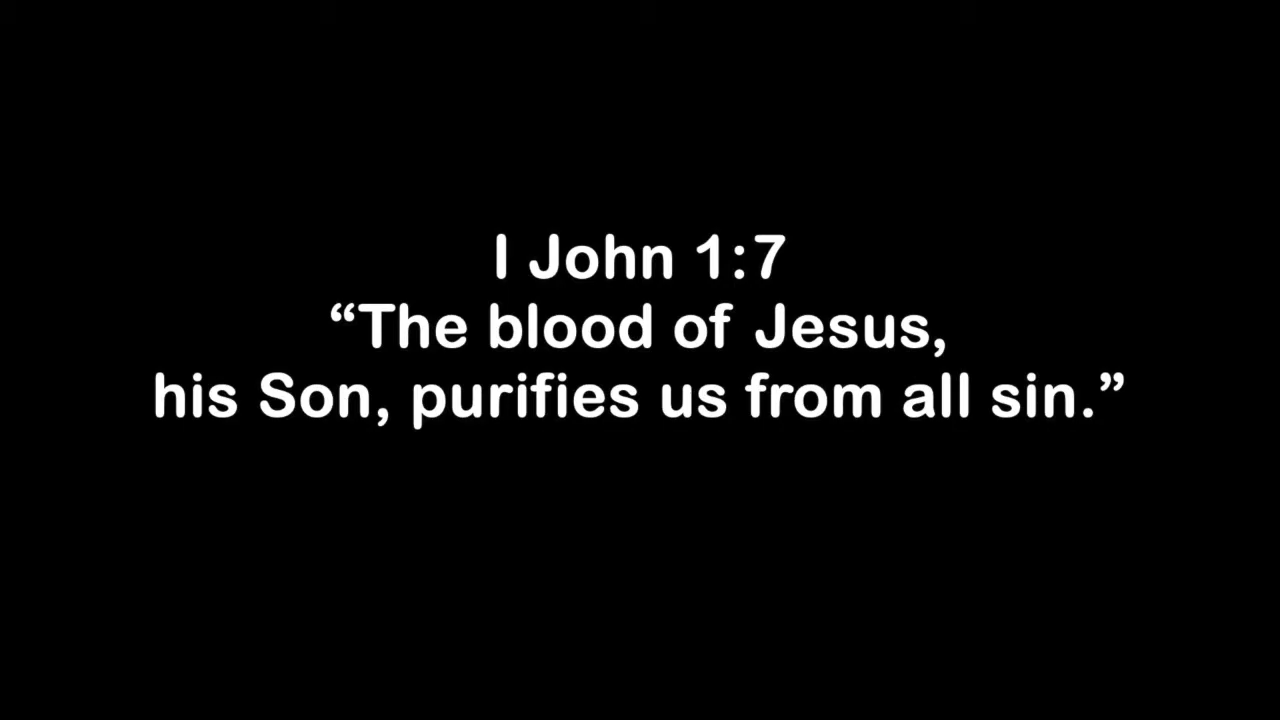 I John 1:7
“The blood of Jesus,
his Son, purifies us from all sin.”